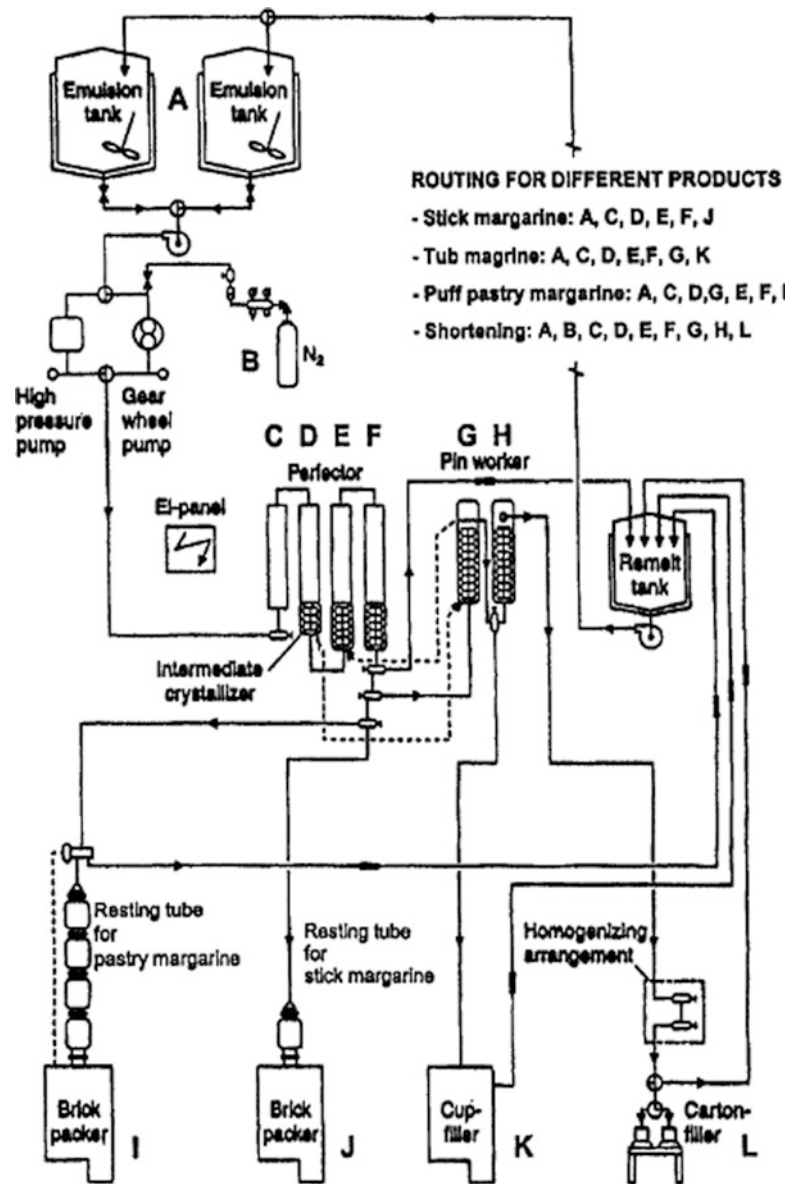 Emulsion
tank
A
Emulsion
tank
ROUTING FOR DIFFERENT PRODUCTS
- Stick margarine: A, C, D, E, F, J
- Tub magrine: A, C, D, E,F, G, K
- Puff pastry margarine: A, C, D,G, E, F,
- Shortening: A, B, C, D, E, F, G, H, L
B
N2
High
pressure
pump
Gear
wheel
pump
C D E F
Perfector
G H
Pin worker
El-panel
Remelt
tank
Intermediate
crystallizer
Resting tube
for
pastry margarine
Resting tube
for
stick margarine
Homogenizing
arrangement
Brick
packer
I
Brick
packer
J
Cup-
filler
K
Carton-
filler
L